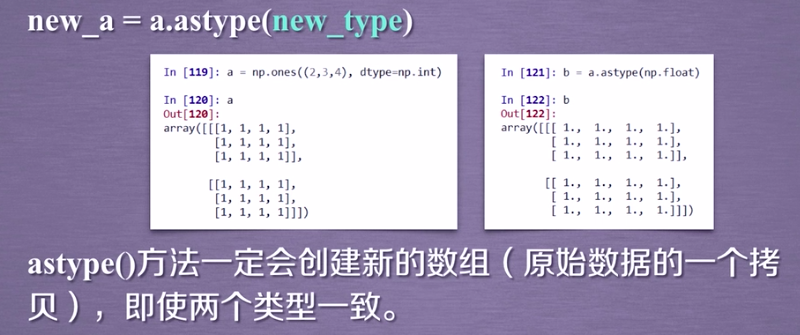 new_a = a.astype(new_type)
In [119]: a = np.ones((2,3,4), dtype=np.int)
In [120]: a
Out[120]:
array([[[1, 1, 1, 1],
[1, 1, 1, 1],
[1, 1, 1, 1]],
[[1, 1, 1, 1],
[1, 1, 1, 1],
[1, 1, 1, 1]]])
In [121]: b = a.astype(np.float)
In [122]: b
Out[122]:
array([[[ 1., 1., 1., 1.],
[ 1., 1., 1., 1.],
[ 1., 1., 1., 1.]],
[[ 1., 1., 1., 1.],
[ 1., 1., 1., 1.],
[ 1., 1., 1., 1.]]])
astype()方法一定会创建新的数组（原始数据的一个拷
贝），即使两个类型一致。